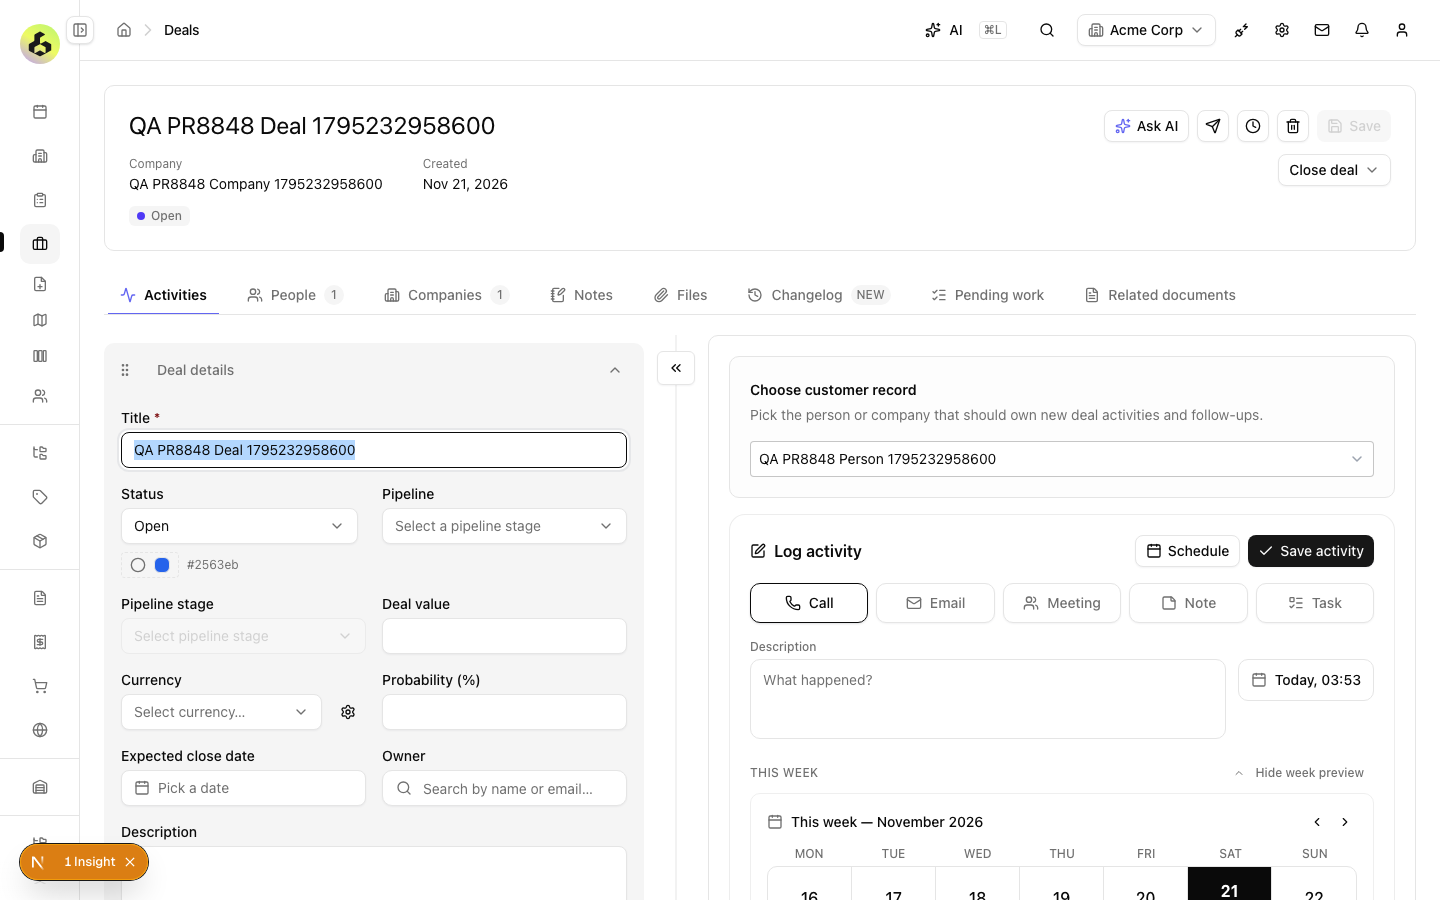 Deals
AI ⌘L
Acme Corp
QA PR8848 Deal 1795232958600
Ask AI
Save
Company
QA PR8848 Company 1795232958600
Created
Nov 21, 2026
Close deal
Open
Activities
People 1
Companies 1
Notes
Files
Changelog NEW
Pending work
Related documents
Deal details
Title *
QA PR8848 Deal 1795232958600
Status
Open
Pipeline
Select a pipeline stage
#2563eb
Pipeline stage
Select pipeline stage
Deal value
Currency
Select currency...
Probability (%)
Expected close date
Pick a date
Owner
Search by name or email...
Description
Choose customer record
Pick the person or company that should own new deal activities and follow-ups.
QA PR8848 Person 1795232958600
Log activity
Schedule
Save activity
Call
Email
Meeting
Note
Task
Description
What happened?
Today, 03:53
THIS WEEK
Hide week preview
This week — November 2026
MON TUE WED THU FRI SAT SUN
16 17 18 19 20 21 22
N 1 Insight